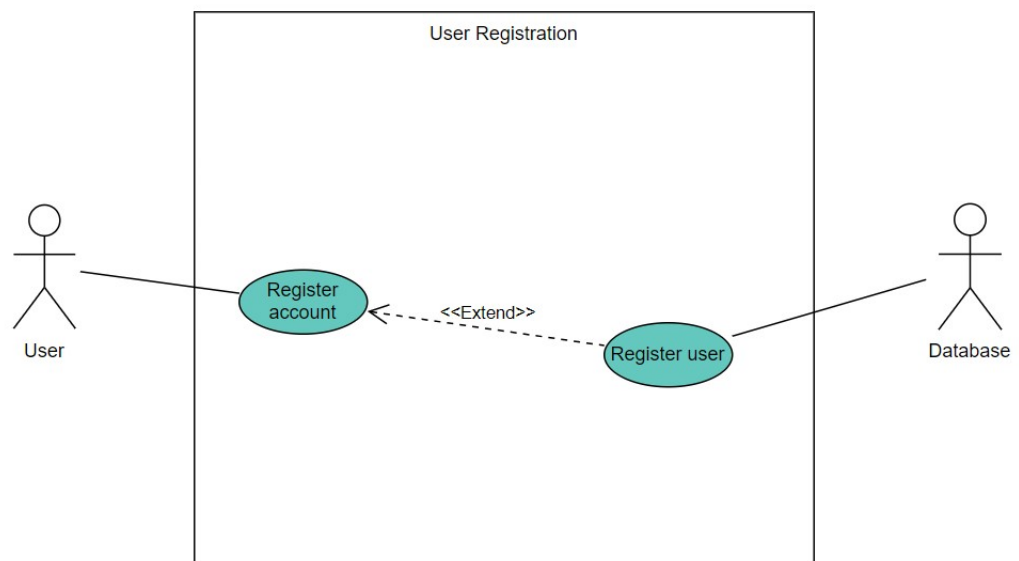 User Registration
Register
account
<<Extend>>
Register user
User
Database